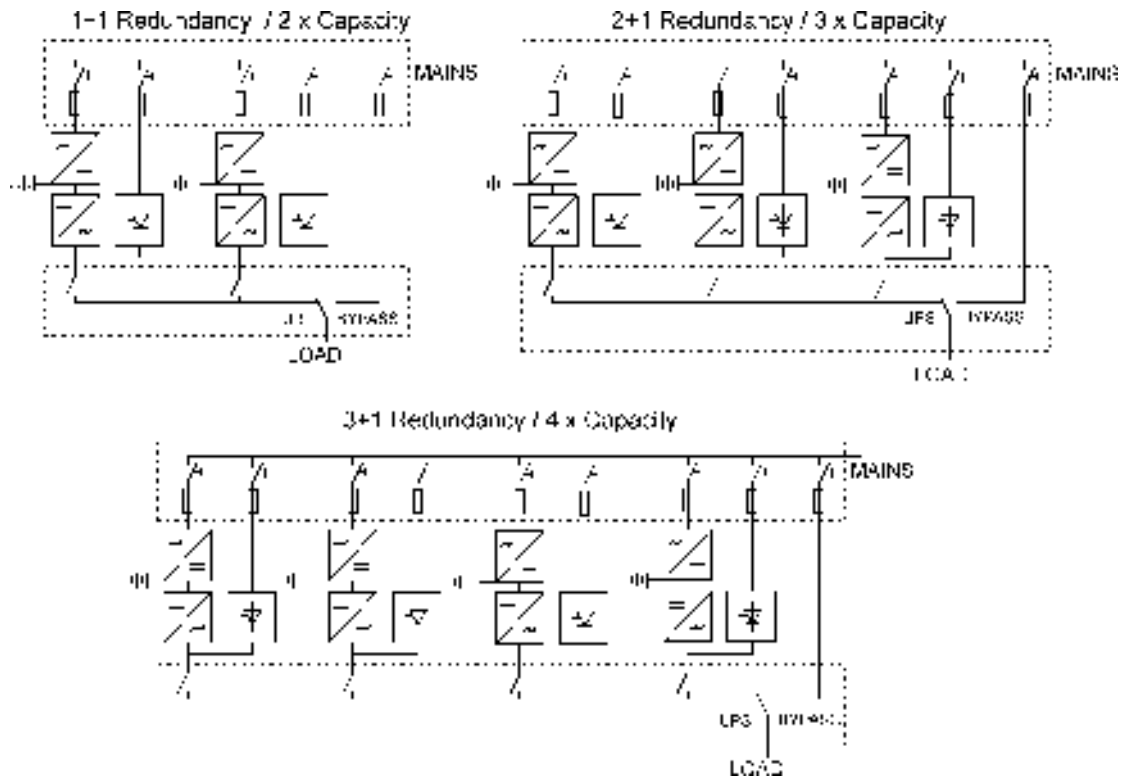 1-1 Redundancy / 2 x Capacity
2+1 Redundancy / 3 x Capacity
MAINS
MAINS
BYPASS
LOAD
UPS BYPASS
LOAD
3+1 Redundancy / 4 x Capacity
MAINS
UPS BYPASS
LOAD